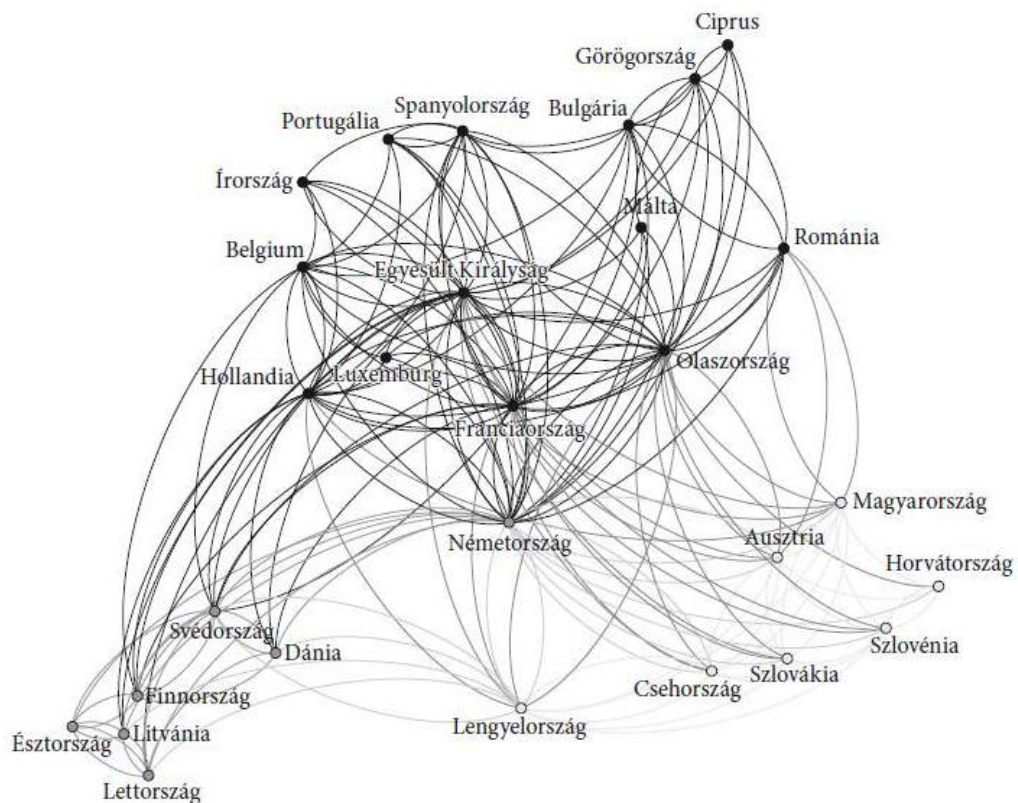 Ciprus
Görögország
Spanyolország
Bulgária
Portugália
Írország
Málta
Románia
Belgium
Egyesült Királyság
Olaszország
Luxemburg
Hollandia
Franciaország
Magyarország
Németország
Ausztria
Horvátország
Svédország
Szlovénia
Dánia
Szlovákia
Csehország
Finnország
Lengyelország
Észtország
Litvánia
Lettország